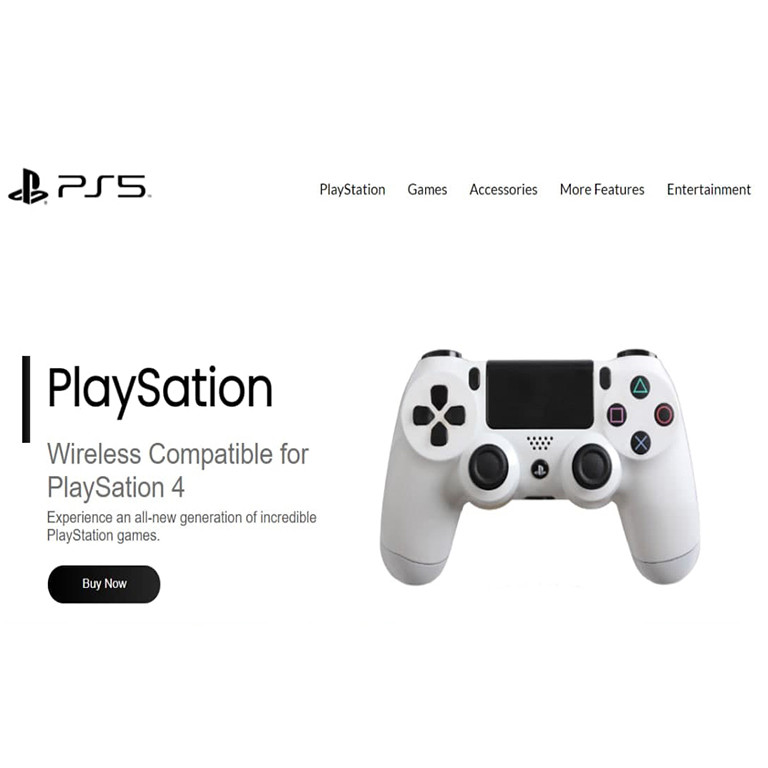 PS5
PlayStation Games Accessories More Features Entertainment
PlaySation
Wireless Compatible for
PlaySation 4
Experience an all-new generation of incredible
PlayStation games.
Buy Now